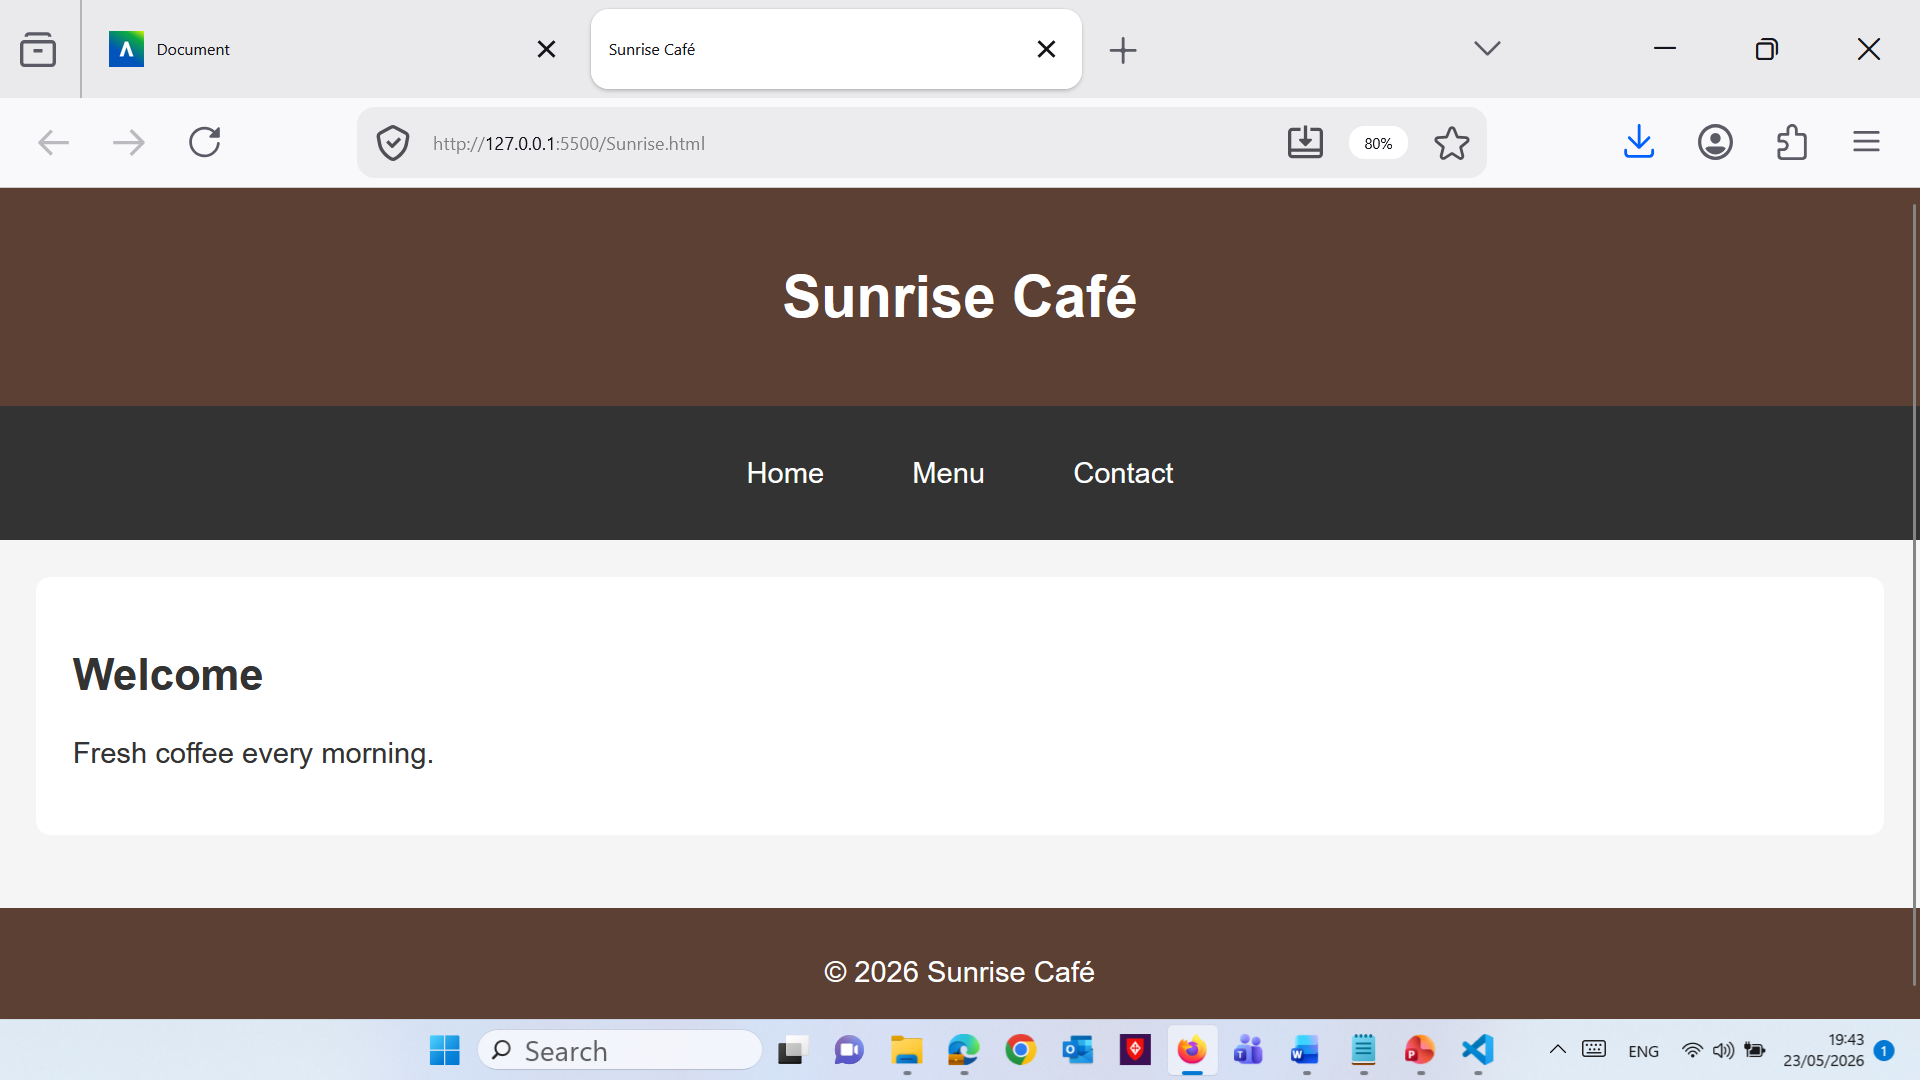 Document
Sunrise Café
http://127.0.0.1:5500/Sunrise.html
80%
Sunrise Café
Home
Menu
Contact
Welcome
Fresh coffee every morning.
© 2026 Sunrise Café
Search
ENG
19:43
23/05/2026
1